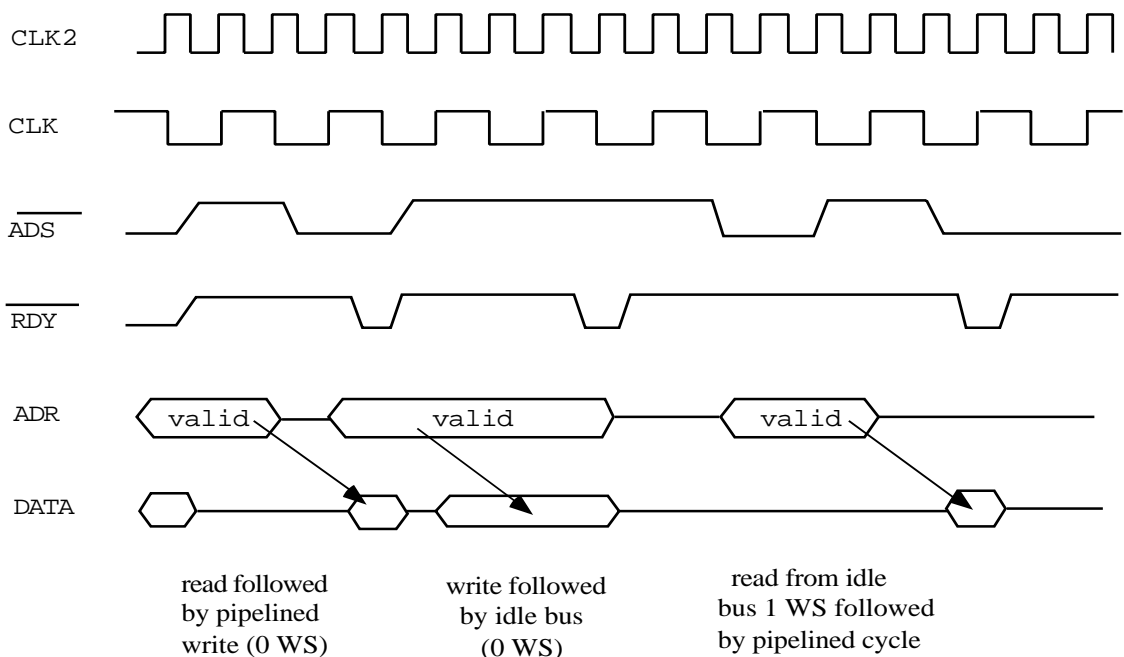 CLK2
CLK
ADS
RDY
ADR
valid
valid
valid
DATA
read followed
by pipelined
write (0 WS)
write followed
by idle bus
(0 WS)
read from idle
bus 1 WS followed
by pipelined cycle